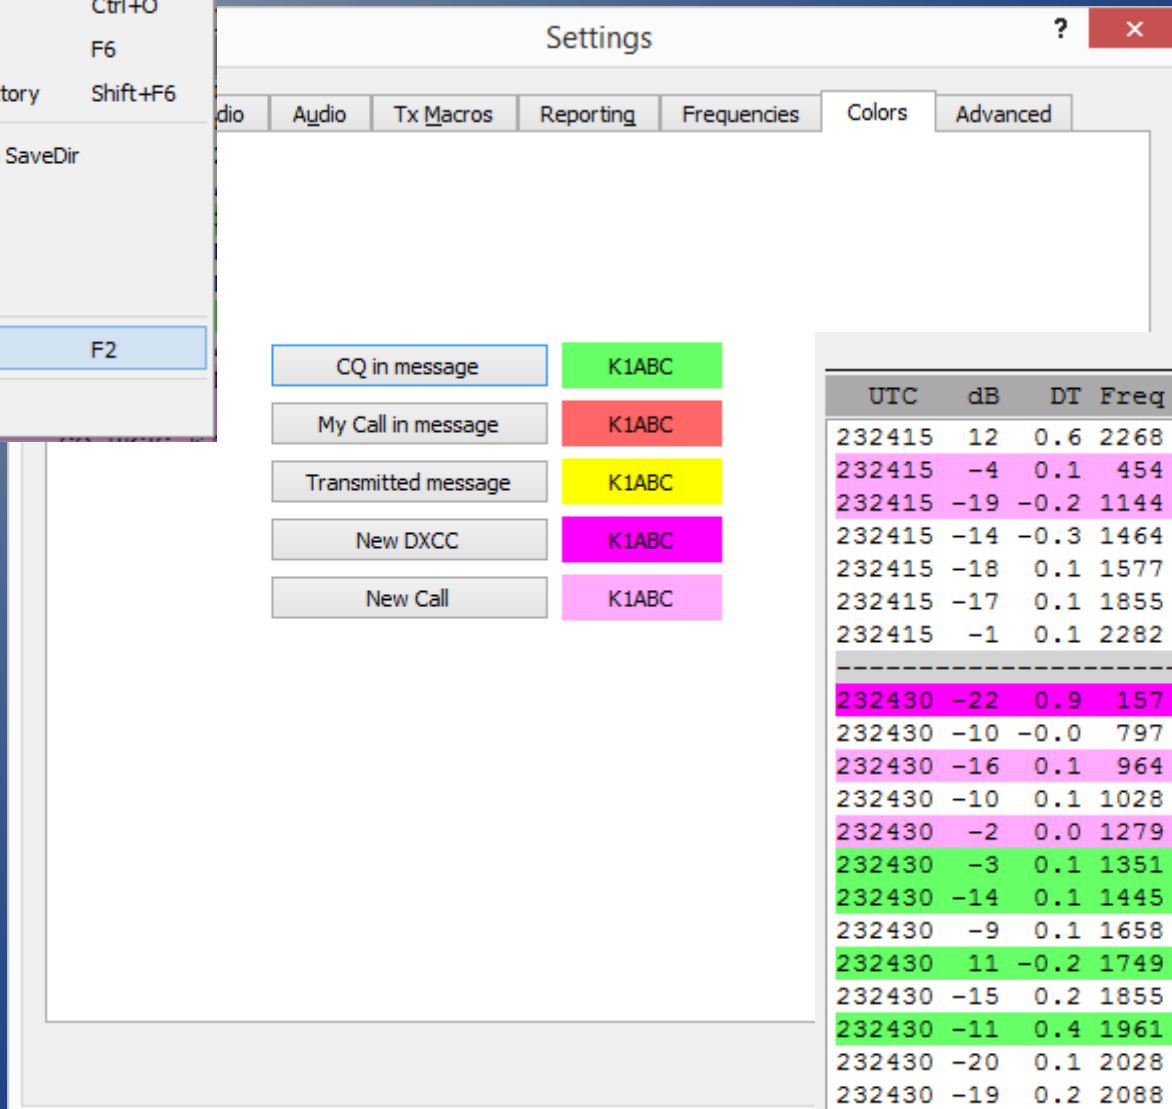 Ctrl+O
F6
tory Shift+F6
SaveDir
F2
Settings ?
dio Audio Tx Macros Reporting Frequencies Colors Advanced
CQ in message K1ABC
My Call in message K1ABC
Transmitted message K1ABC
New DXCC K1ABC
New Call K1ABC
UTC dB DT Freq
232415 12 0.6 2268
232415 -4 0.1 454
232415 -19 -0.2 1144
232415 -14 -0.3 1464
232415 -18 0.1 1577
232415 -17 0.1 1855
232415 -1 0.1 2282
----------------------
232430 -22 0.9 157
232430 -10 -0.0 797
232430 -16 0.1 964
232430 -10 0.1 1028
232430 -2 0.0 1279
232430 -3 0.1 1351
232430 -14 0.1 1445
232430 -9 0.1 1658
232430 11 -0.2 1749
232430 -15 0.2 1855
232430 -11 0.4 1961
232430 -20 0.1 2028
232430 -19 0.2 2088